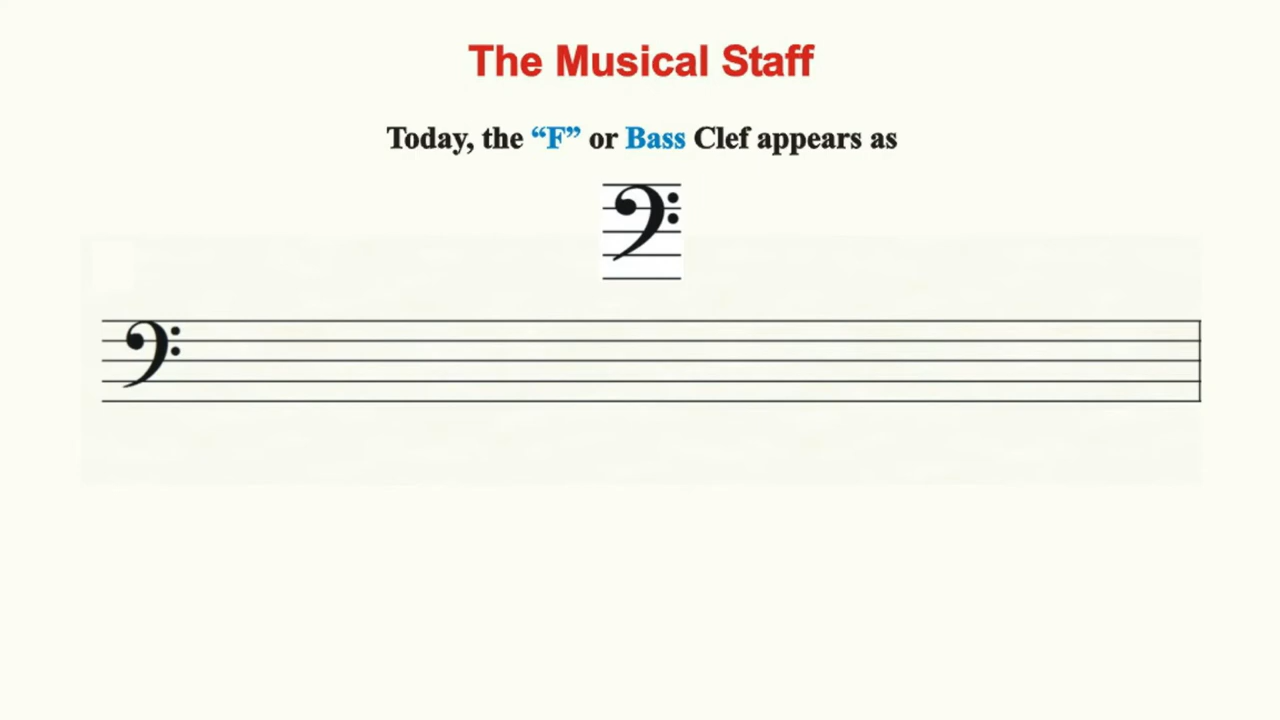 The Musical Staff
Today, the “F” or Bass Clef appears as